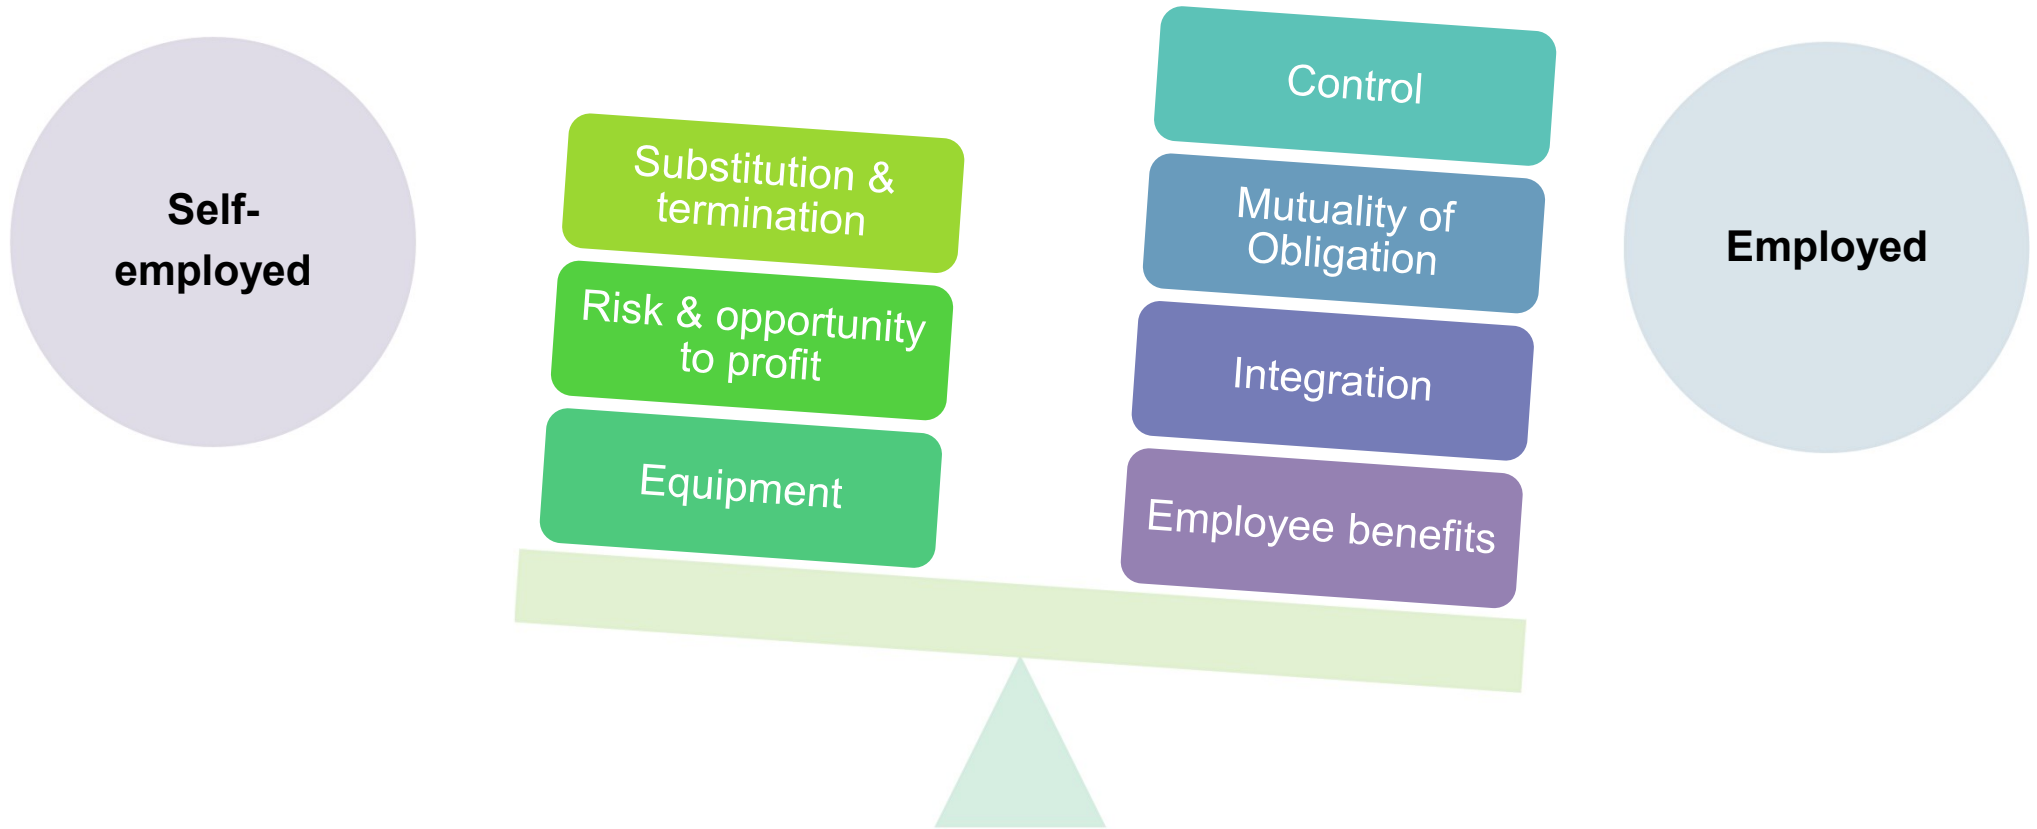 Self-
employed
Substitution &
termination
Risk & opportunity
to profit
Equipment
Control
Mutuality of
Obligation
Integration
Employee benefits
Employed